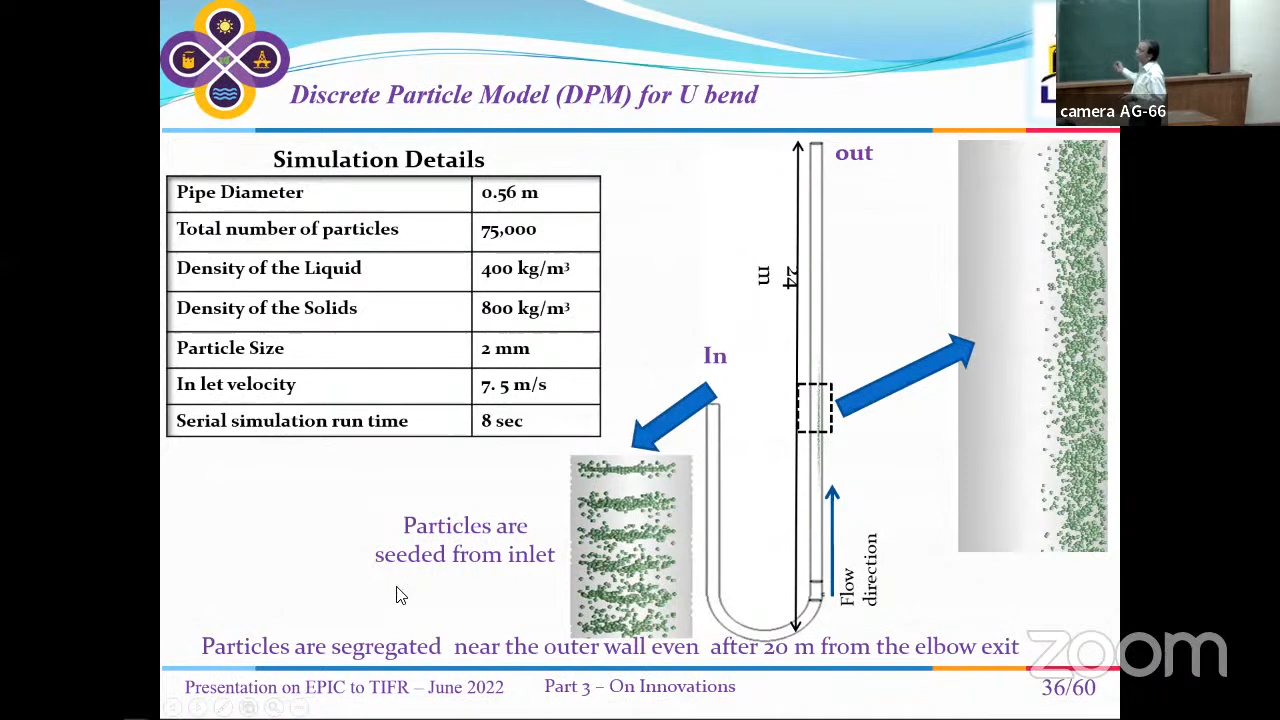 Discrete Particle Model (DPM) for U bend
camera AG-66
Simulation Details
Pipe Diameter 0.56 m
Total number of particles 75,000
Density of the Liquid 400 kg/m³
Density of the Solids 800 kg/m³
Particle Size 2 mm
In let velocity 7. 5 m/s
Serial simulation run time 8 sec
out
24
m
In
Flow
direction
Particles are
seeded from inlet
Particles are segregated near the outer wall even after 20 m from the elbow exit
zoom
Presentation on EPIC to TIFR – June 2022
Part 3 – On Innovations
36/60